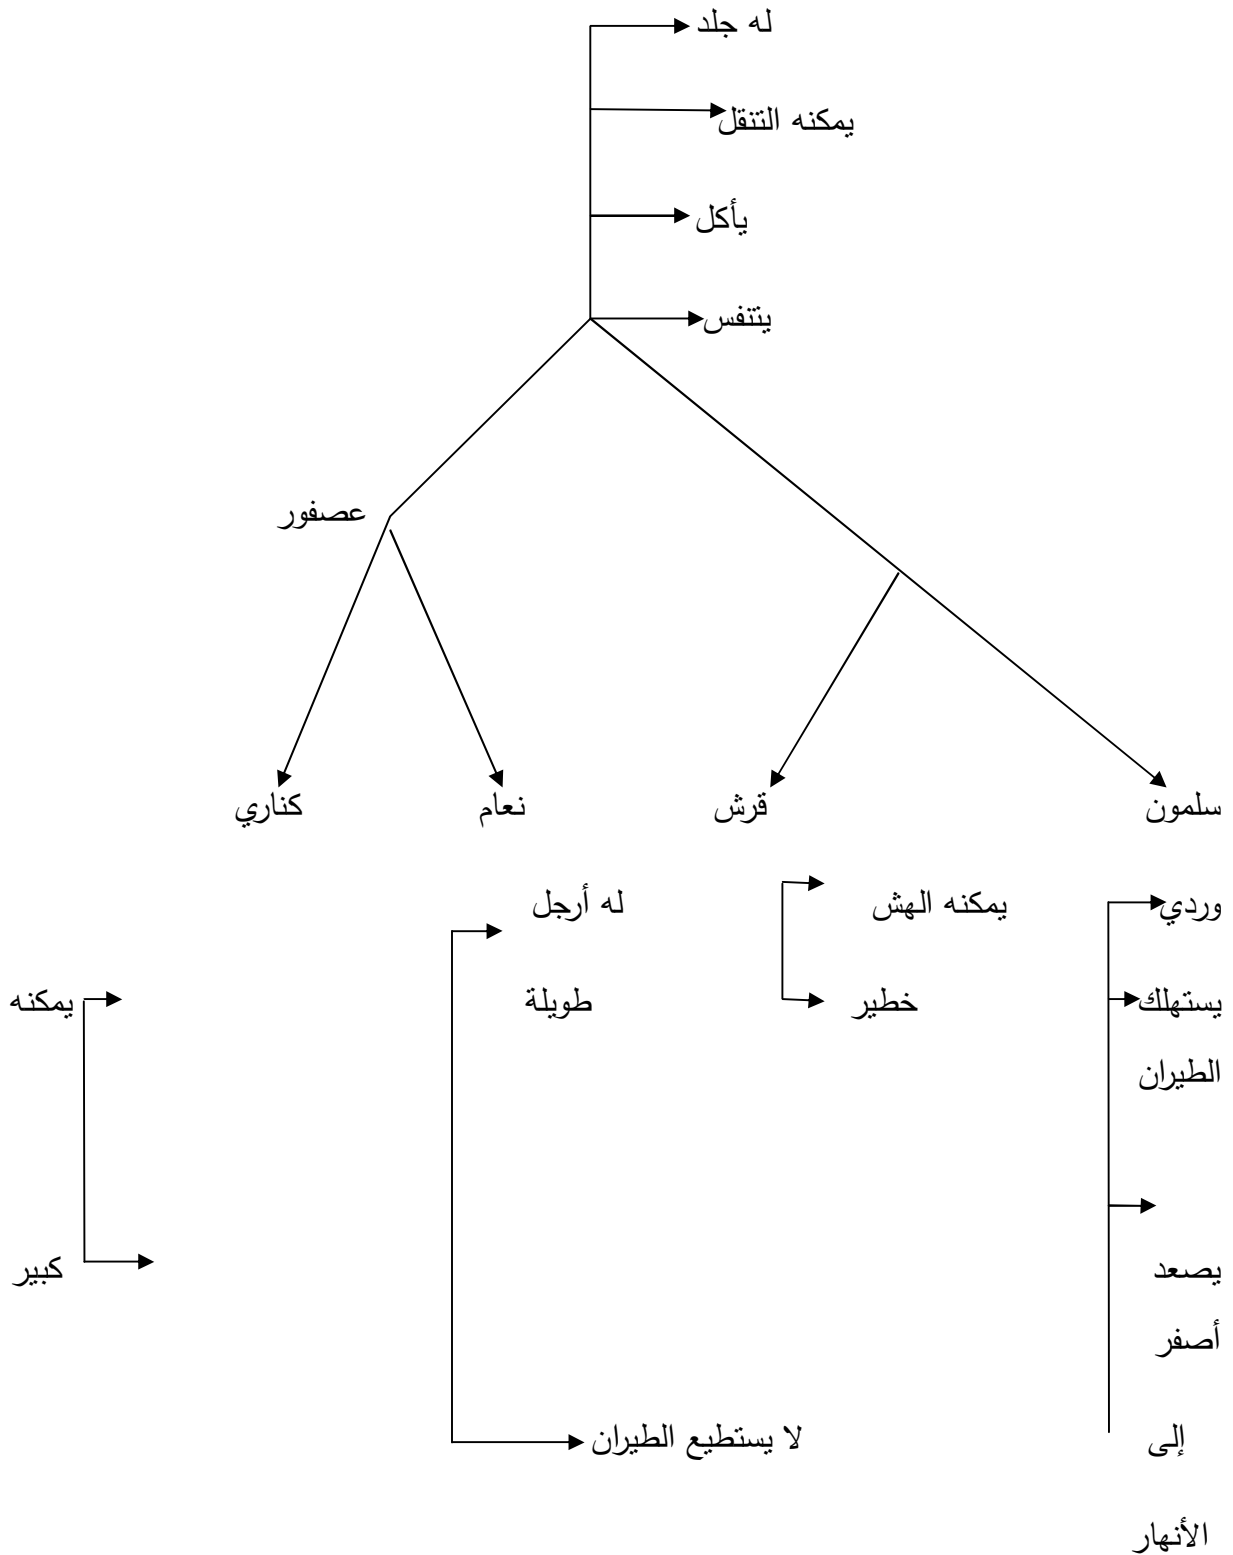 له جلد
يمكنه التنقل
يأكل
يتنفس
عصفور
سلمون
قرش
نعام
كناري
وردي
يمكنه الهش
له أرجل
يستهلك
خطير
طويلة
يمكنه
الطيران
يصعد
كبير
أصفر
إلى
لا يستطيع الطيران
الأنهار